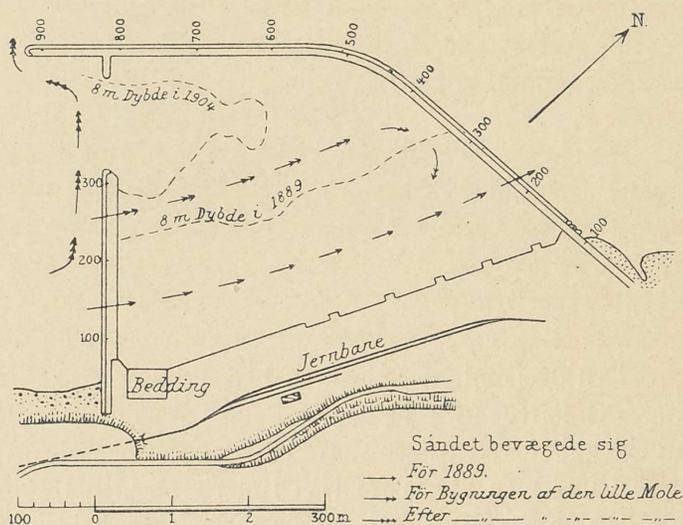 N.
900
800
700
600
500
400
300
200
100
8 m Dybde i 1904
300
8 m Dybde i 1889
200
100
Jernbane
Bedding
Sandet bevægede sig
För 1889.
För Bygningen af den lille Mole
Efter — „ — „ — „ — „ —
100 0 1 2 300 m